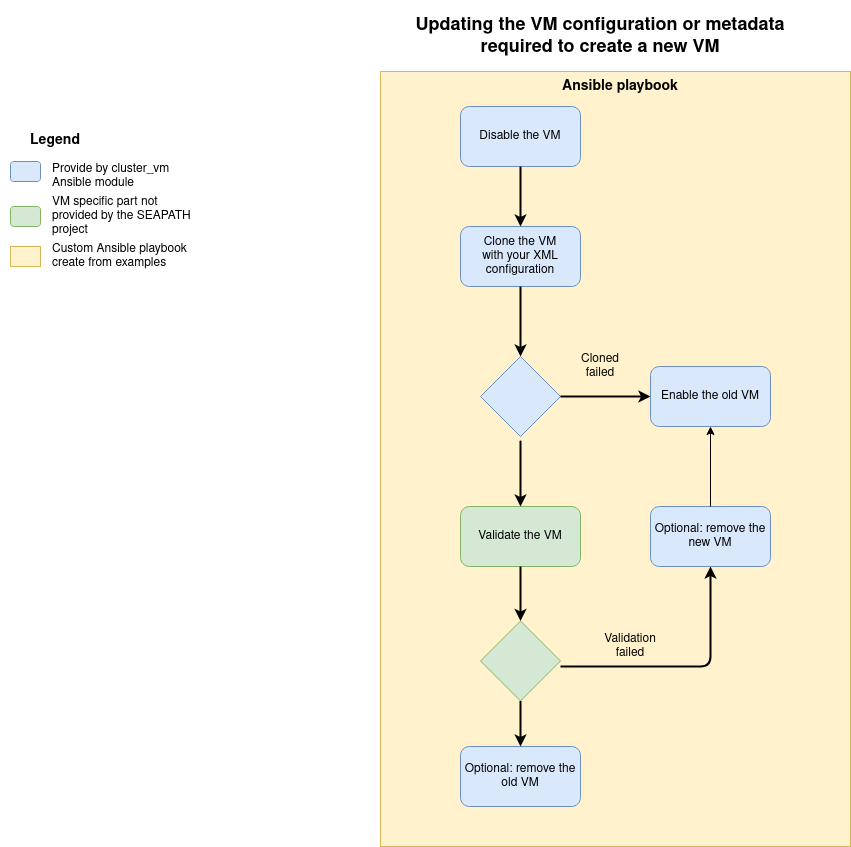 Updating the VM configuration or metadata
required to create a new VM
Ansible playbook
Legend
Provide by cluster_vm
Ansible module
VM specific part not
provided by the SEAPATH
project
Custom Ansible playbook
create from examples
Disable the VM
Clone the VM
with your XML
configuration
Cloned
failed
Enable the old VM
Validate the VM
Optional: remove the
new VM
Validation
failed
Optional: remove the
old VM